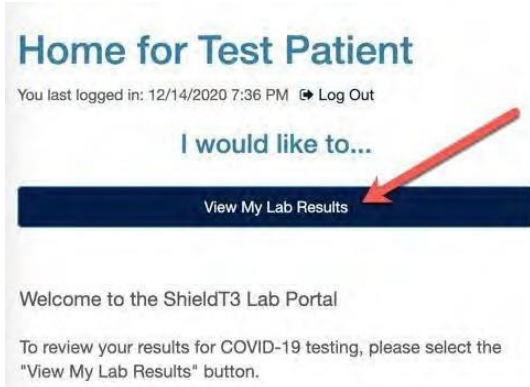 Home for Test Patient
You last logged in: 12/14/2020 7:36 PM Log Out
I would like to...
View My Lab Results
Welcome to the ShieldT3 Lab Portal
To review your results for COVID-19 testing, please select the
"View My Lab Results" button.